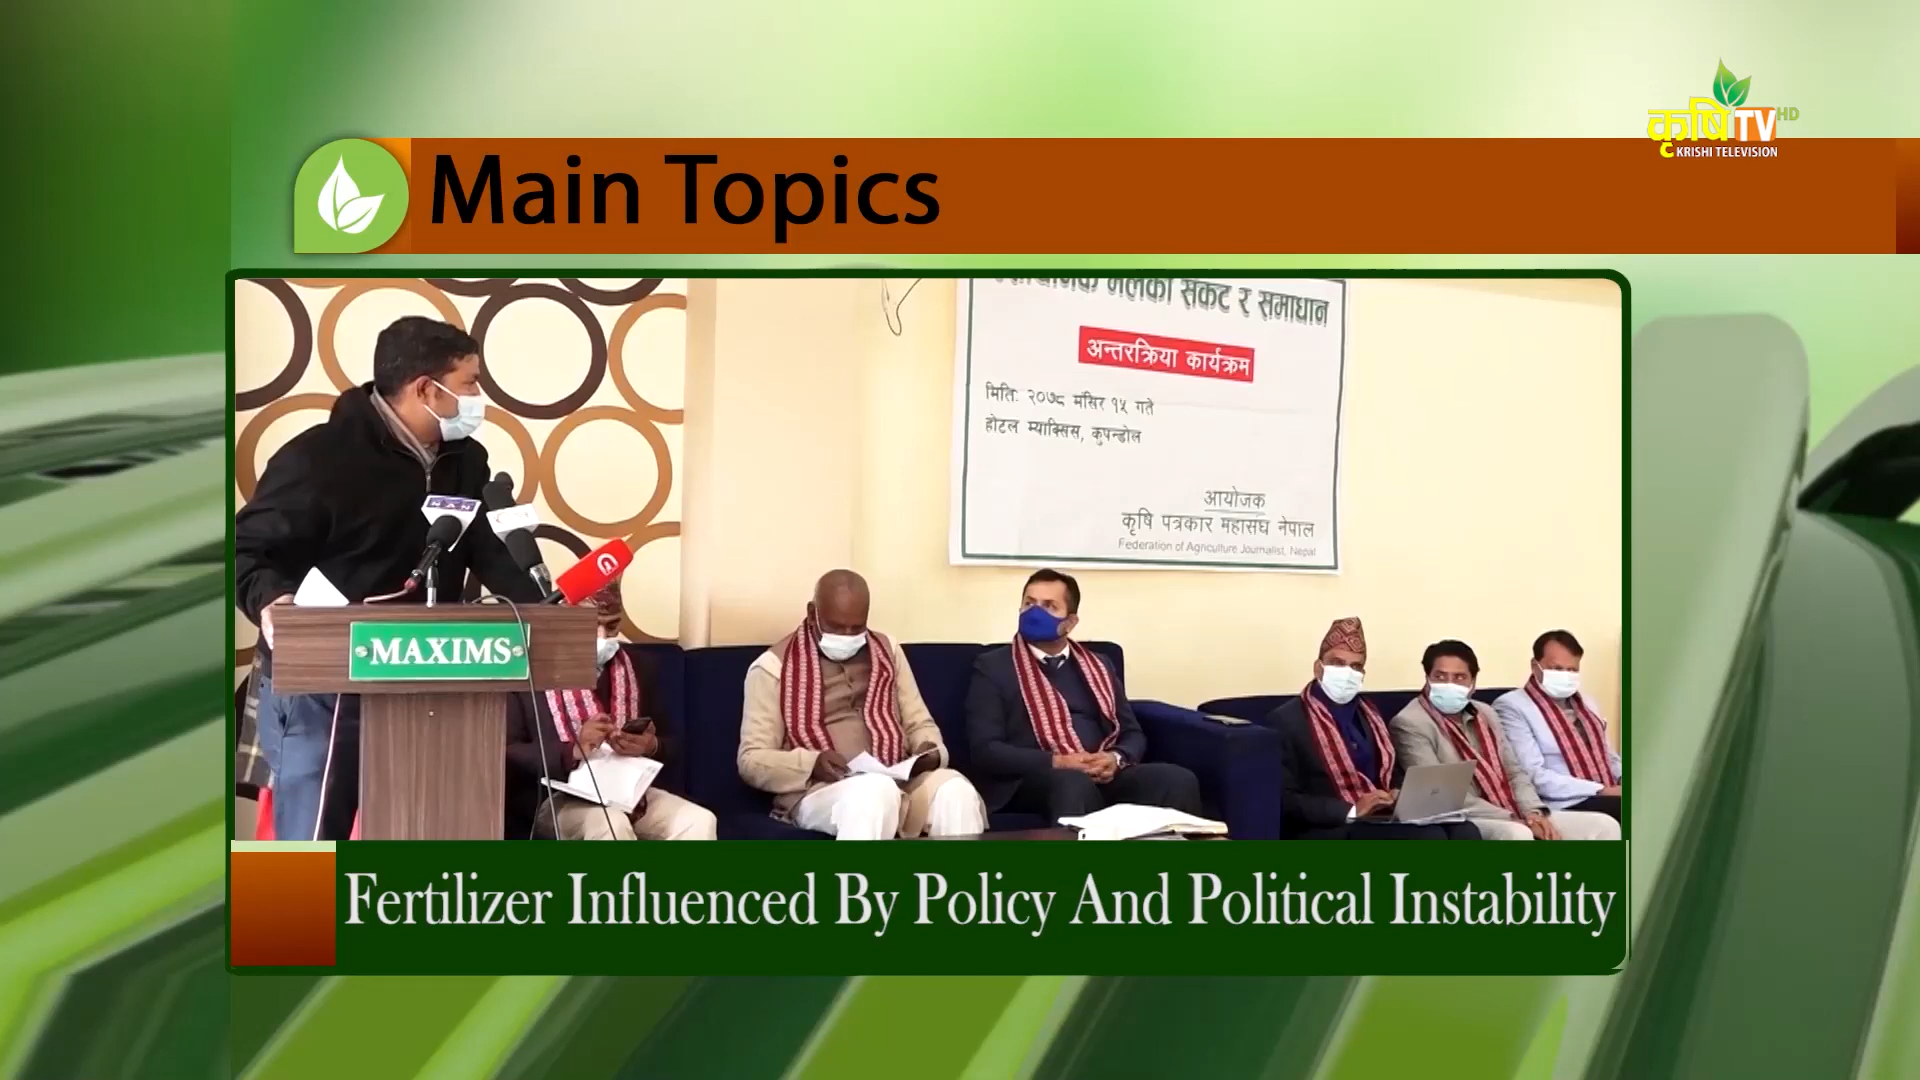 कृषि TV HD
KRISHI TELEVISION
Main Topics
मलको संकट र समाधान
अन्तरक्रिया कार्यक्रम
मिति: २०७८ मंसिर १५ गते
होटल म्याक्सिस, कुपन्डोल
आयोजक
कृषि पत्रकार महासंघ नेपाल
Federation of Agriculture Journalist, Nepal
MAXIMS
Fertilizer Influenced By Policy And Political Instability